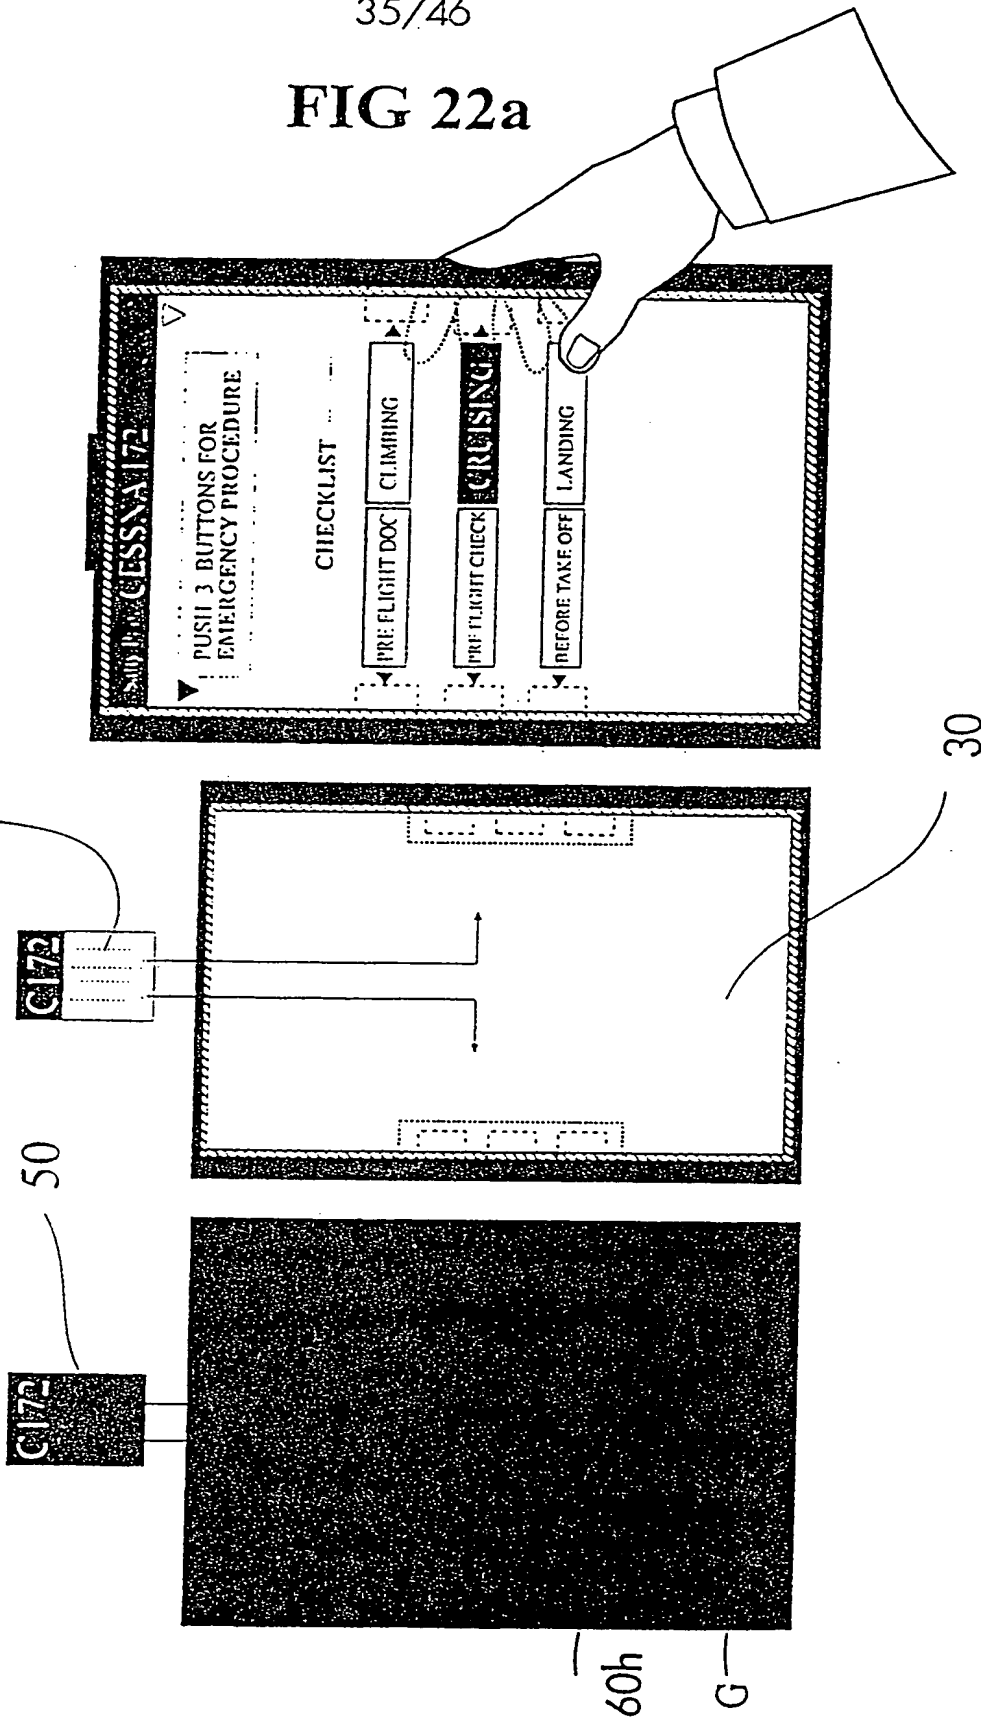 35/46
FIG 22a
CESSNA 172
PUSH 3 BUTTONS FOR
EMERGENCY PROCEDURE
CHECKLIST
PRE FLIGHT DOC
CLIMBING
PRE FLIGHT CHECK
CRUISING
BEFORE TAKE OFF
LANDING
C172
30
C172
50
60h
G